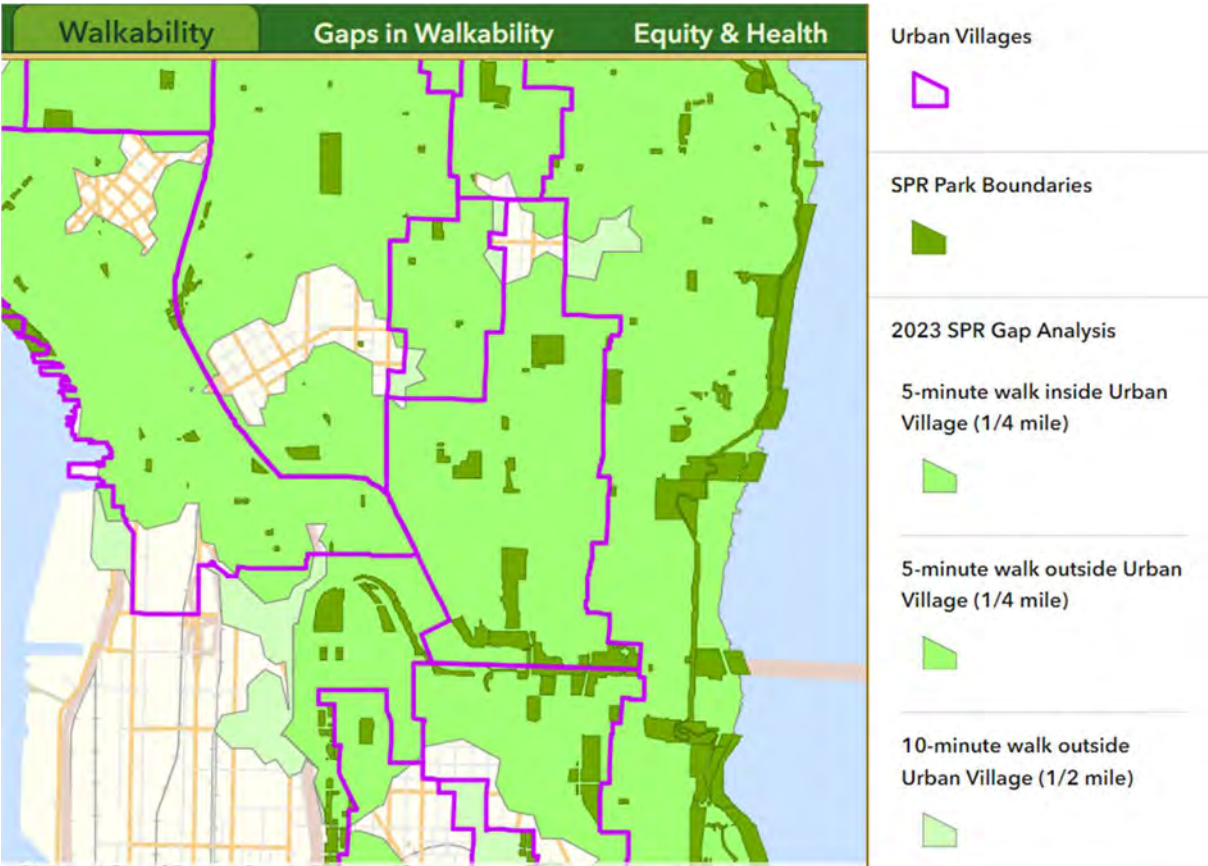 Walkability
Gaps in Walkability
Equity & Health
Urban Villages
SPR Park Boundaries
2023 SPR Gap Analysis
5-minute walk inside Urban
Village (1/4 mile)
5-minute walk outside Urban
Village (1/4 mile)
10-minute walk outside
Urban Village (1/2 mile)